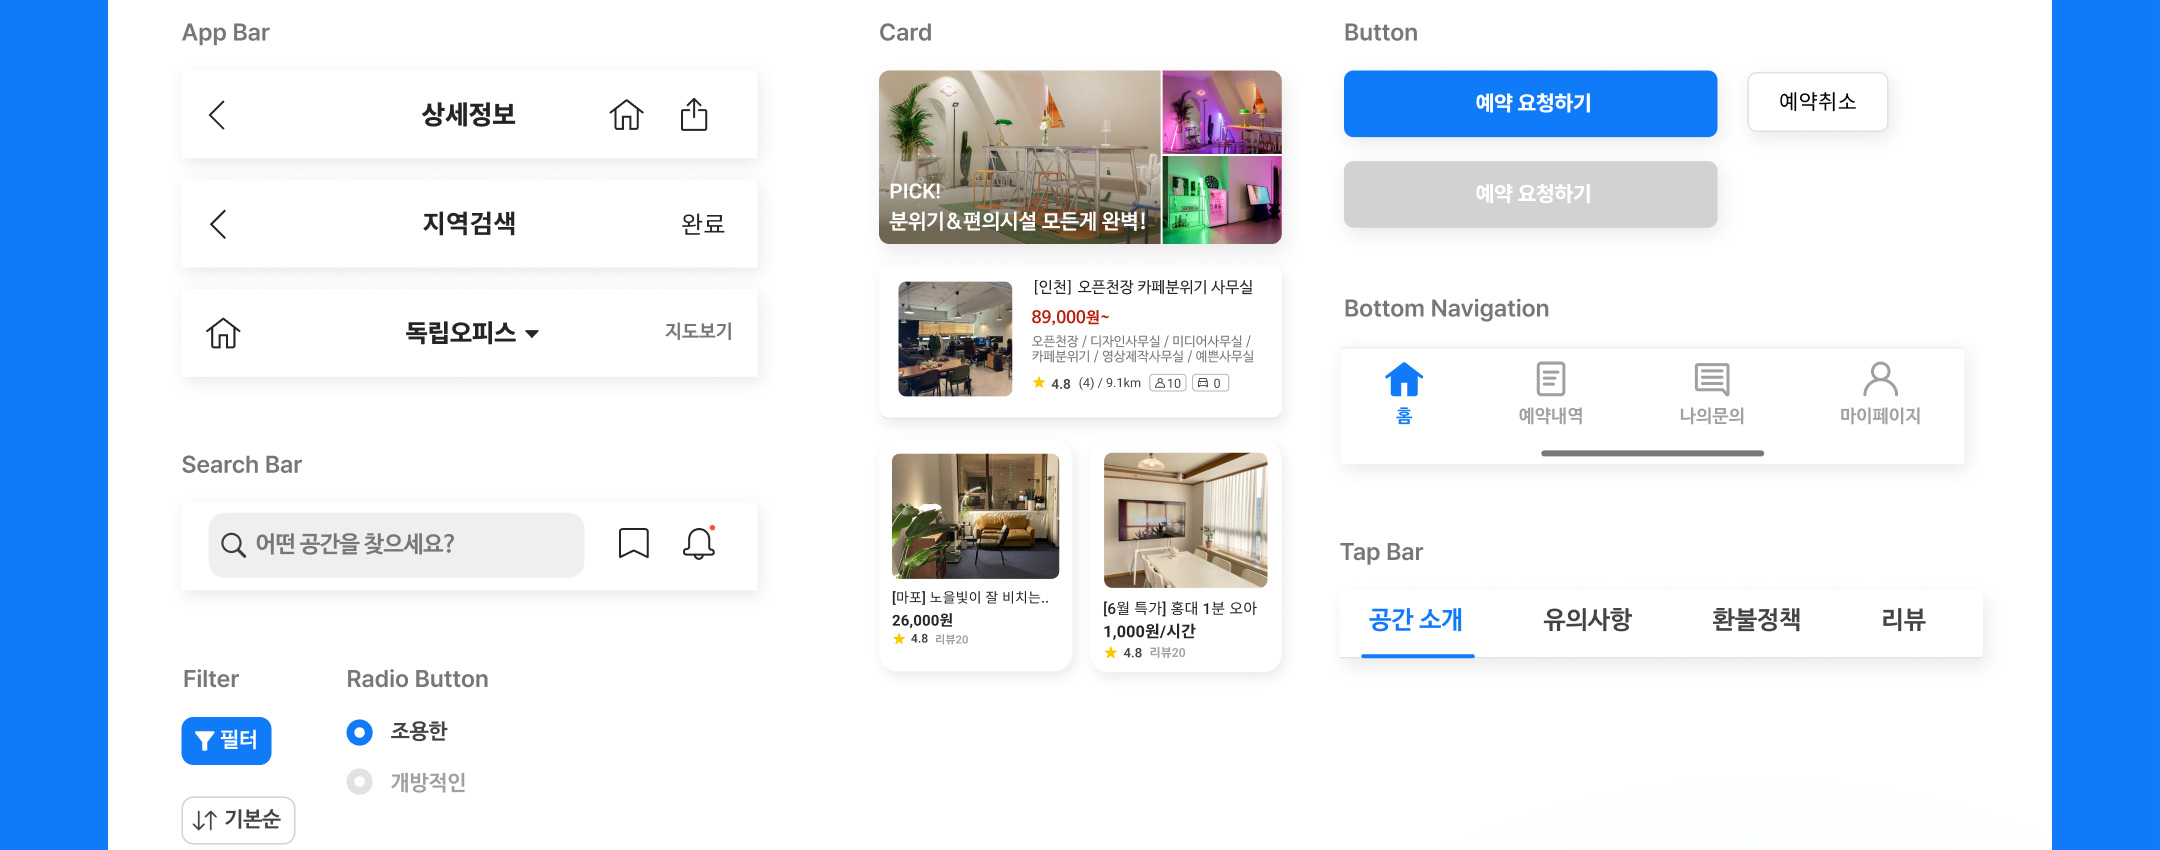 App Bar
상세정보
지역검색
완료
독립오피스
지도보기
Search Bar
어떤 공간을 찾으세요?
Filter
필터
기본순
Radio Button
조용한
개방적인
Card
PICK!
분위기&편의시설 모든게 완벽!
[인천] 오픈천장 카페분위기 사무실
89,000원~
오픈천장 / 디자인사무실 / 미디어사무실 /
카페분위기 / 영상제작사무실 / 예쁜사무실
4.8 (4) / 9.1km 10 0
[마포] 노을빛이 잘 비치는..
26,000원
4.8 리뷰20
[6월 특가] 홍대 1분 오아
1,000원/시간
4.8 리뷰20
Button
예약 요청하기
예약취소
예약 요청하기
Bottom Navigation
홈
예약내역
나의문의
마이페이지
Tap Bar
공간 소개
유의사항
환불정책
리뷰